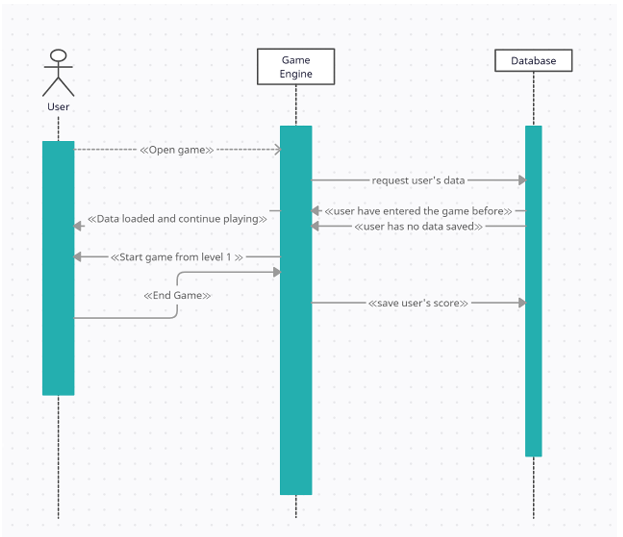 Game
Engine
Database
User
≪Open game≫
request user's data
≪user have entered the game before≫
≪Data loaded and continue playing≫
≪user has no data saved≫
≪Start game from level 1 ≫
≪End Game≫
≪save user's score≫